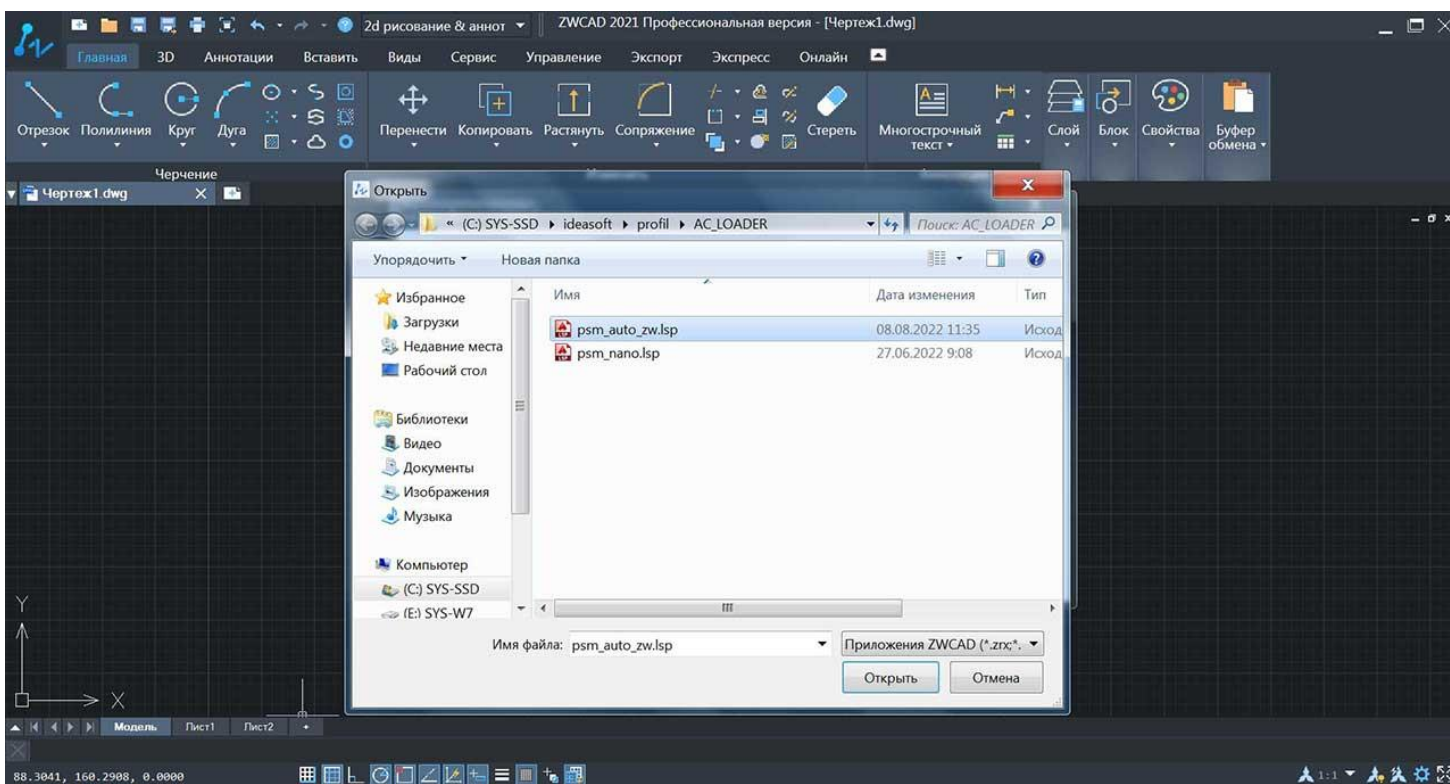 2d рисование & аннот
ZWCAD 2021 Профессиональная версия - [Чертеж1.dwg]
Главная 3D Аннотации Вставить Виды Сервис Управление Экспорт Экспресс Онлайн
Отрезок Полилиния Круг Дуга Перенести Копировать Растянуть Сопряжение Стереть Многострочный текст Слой Блок Свойства Буфер обмена
Черчение
Чертеж1.dwg
Открыть
« (C:) SYS-SSD ideasoft profil AC_LOADER
Поиск: AC_LOADER
Упорядочить Новая папка
Имя Дата изменения Тип
Избранное
Загрузки
Недавние места
Рабочий стол
Библиотеки
Видео
Документы
Изображения
Музыка
Компьютер
(C:) SYS-SSD
(E:) SYS-W7
psm_auto_zw.lsp 08.08.2022 11:35 Исход
psm_nano.lsp 27.06.2022 9:08 Исход
Имя файла: psm_auto_zw.lsp
Приложения ZWCAD (*.zrx;*.
Открыть Отмена
Y
X
Модель Лист1 Лист2 +
88.3041, 160.2908, 0.0000
1:1